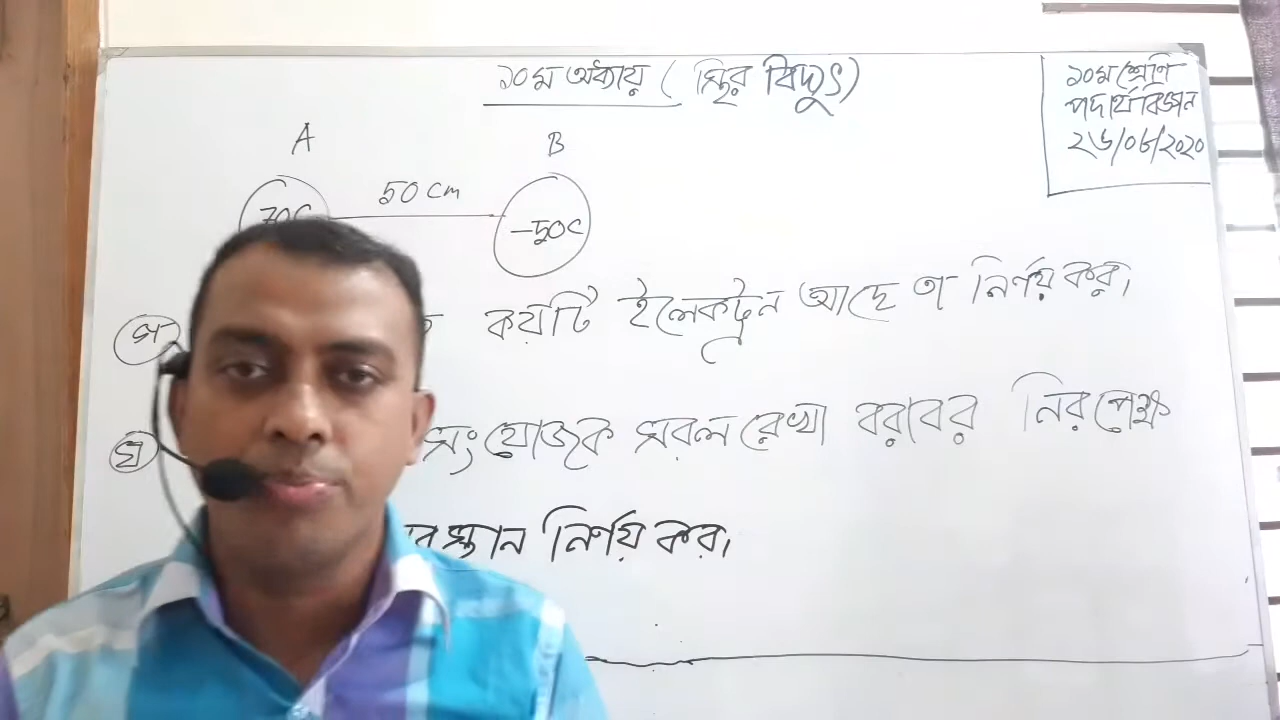 ১০ম অধ্যায় ( স্থির বিদ্যুৎ)
১০ম শ্রেণি
পদার্থ বিজ্ঞান
২৬/০৮/২০২০
A B
50 cm
-50C
কয়টি ইলেকট্রন আছে তা নির্ণয় কর,
ঘ সংযোজক সরল রেখা বরাবর নিরপেক্ষ
নির্ণয় কর,